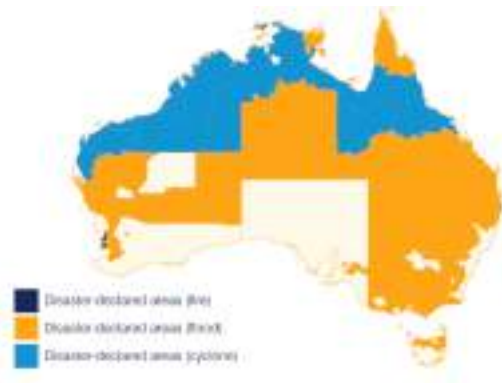 Disaster-declared areas (fire)
Disaster-declared areas (flood)
Disaster-declared areas (cyclone)